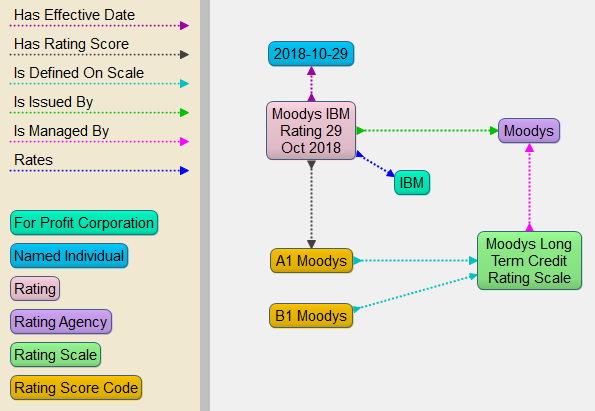 Has Effective Date
Has Rating Score
Is Defined On Scale
Is Issued By
Is Managed By
Rates
For Profit Corporation
Named Individual
Rating
Rating Agency
Rating Scale
Rating Score Code
2018-10-29
Moodys IBM
Rating 29
Oct 2018
Moodys
IBM
A1 Moodys
Moodys Long
Term Credit
Rating Scale
B1 Moodys